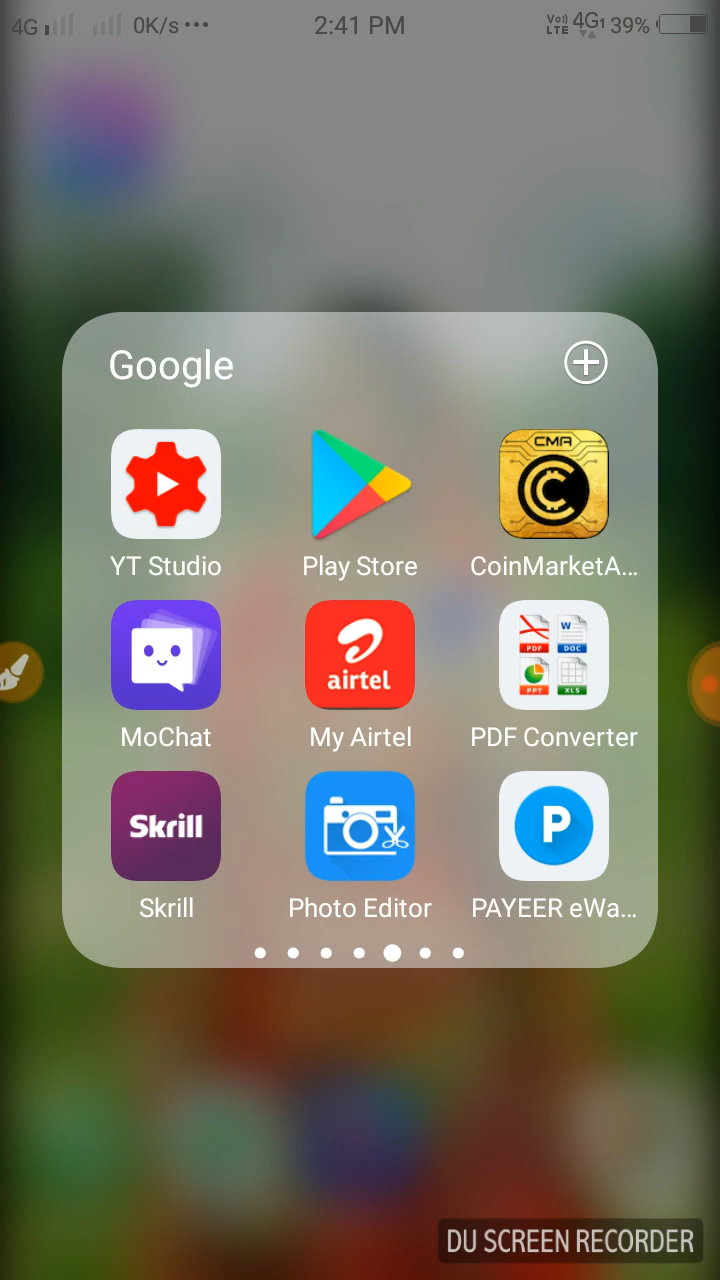 4G 0K/s ••• 2:41 PM Vo)) LTE 4G1 39%
Google
YT Studio Play Store CMA CoinMarketA...
MoChat airtel My Airtel PDF W DOC PPT XLS PDF Converter
Skrill Skrill Photo Editor P PAYEER eWa...
DU SCREEN RECORDER